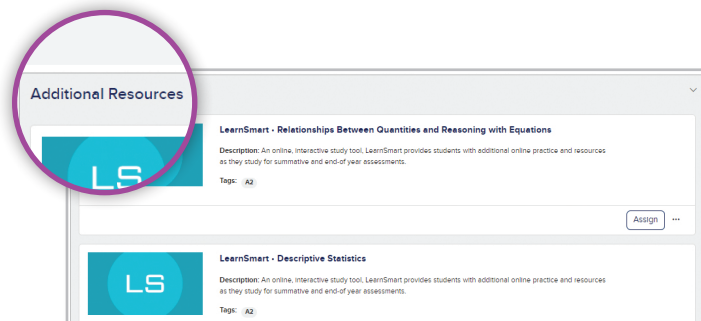 Additional Resources
LS
LearnSmart • Relationships Between Quantities and Reasoning with Equations
Description: An online, interactive study tool, LearnSmart provides students with additional online practice and resources
as they study for summative and end-of year assessments.
Tags: A2
Assign ...
LS
LearnSmart • Descriptive Statistics
Description: An online, interactive study tool, LearnSmart provides students with additional online practice and resources
as they study for summative and end-of year assessments.
Tags: A2